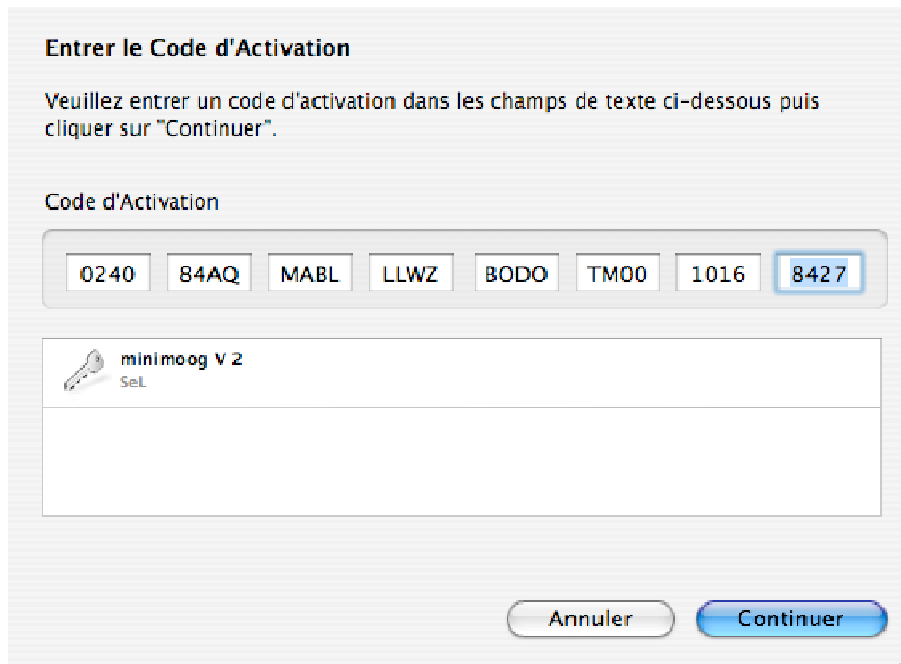 Entrer le Code d'Activation
Veuillez entrer un code d'activation dans les champs de texte ci-dessous puis
cliquer sur "Continuer".
Code d'Activation
0240 84AQ MABL LLWZ BODO TM00 1016 8427
minimoog V 2
SeL
Annuler Continuer